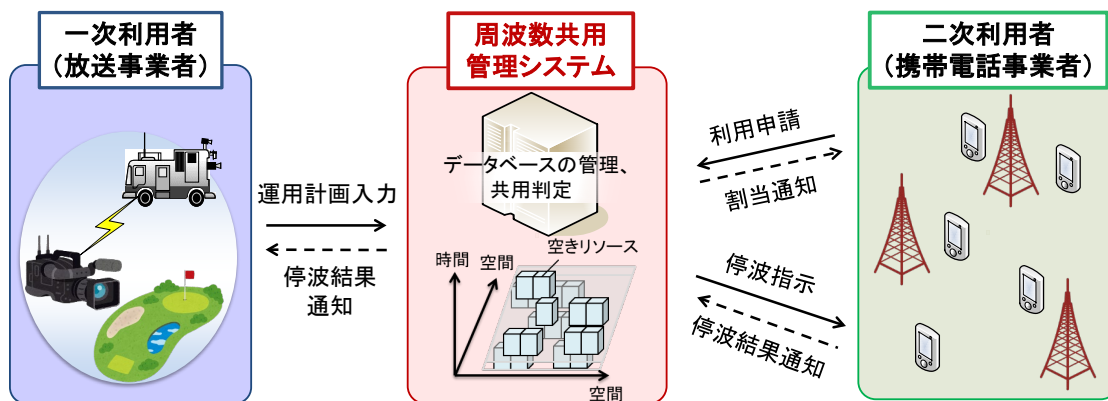 一次利用者
（放送事業者）
運用計画入力
停波結果
通知
周波数共用
管理システム
データベースの管理、
共用判定
空きリソース
時間
空間
空間
利用申請
割当通知
停波指示
停波結果通知
二次利用者
（携帯電話事業者）